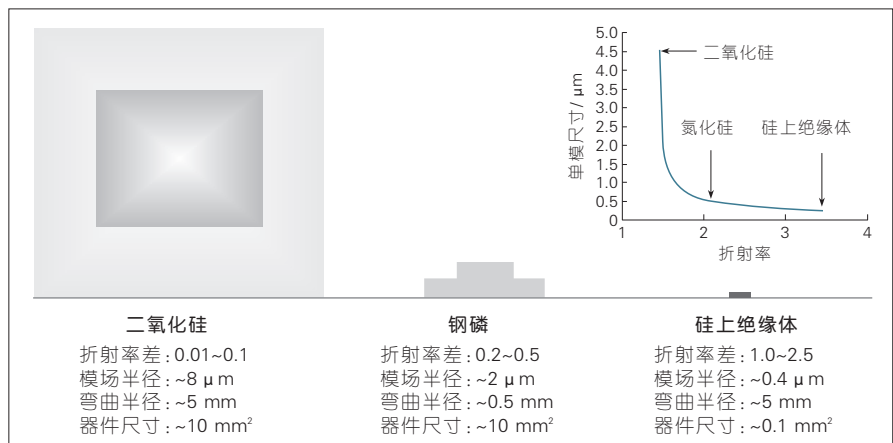 5.0
4.5
4.0
3.5
3.0
2.5
2.0
1.5
1.0
0.5
0
单模尺寸/μm
二氧化硅
氮化硅
硅上绝缘体
1 2 3 4
折射率
二氧化硅
折射率差:0.01~0.1
模场半径:~8 μm
弯曲半径:~5 mm
器件尺寸:~10 mm²
钢磷
折射率差:0.2~0.5
模场半径:~2 μm
弯曲半径:~0.5 mm
器件尺寸:~10 mm²
硅上绝缘体
折射率差:1.0~2.5
模场半径:~0.4 μm
弯曲半径:~5 mm
器件尺寸:~0.1 mm²